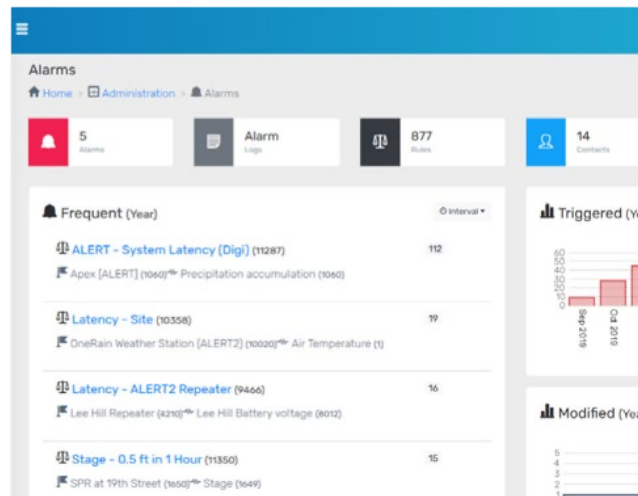 Alarms
Home > Administration > Alarms
5
Alarms
Alarm
Logs
877
Rules
14
Contacts
Frequent (Year)
Interval
ALERT - System Latency (Digi) (11287)
112
Apex [ALERT] (1060) Precipitation accumulation (1060)
Latency - Site (10358)
19
OneRain Weather Station (ALERT2) (10020) Air Temperature (1)
Latency - ALERT2 Repeater (9466)
16
Lee Hill Repeater (4210) Lee Hill Battery voltage (8012)
Stage - 0.5 ft in 1 Hour (11350)
15
SPR at 19th Street (1650) Stage (1649)
Triggered (Ye
60
50
40
30
20
10
0
Sep 2019
Oct 2019
Modified (Yea
5
4
3
2
1